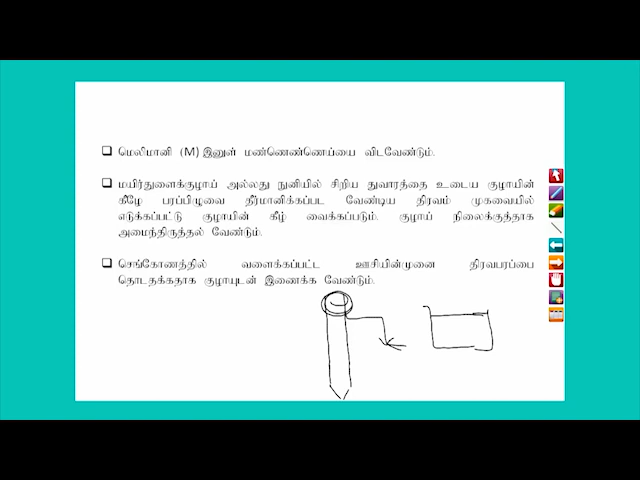 ❑ மெலிமானி (M) இனுள் மண்ணெண்ணெய்யை விடவேண்டும்.
❑ மயிர்துளைக்குழாய் அல்லது நுனியில் சிறிய துவாரத்தை உடைய குழாயின்
கீழே பரப்பிழுவை தீர்மானிக்கப்பட வேண்டிய திரவம் முகவையில்
எடுக்கப்பட்டு குழாயின் கீழ் வைக்கப்படும். குழாய் நிலைக்குத்தாக
அமைந்திருத்தல் வேண்டும்.
❑ செங்கோணத்தில் வளைக்கப்பட்ட ஊசியின்முனை திரவபரப்பை
தொடதக்கதாக குழாயுடன் இணைக்க வேண்டும்.